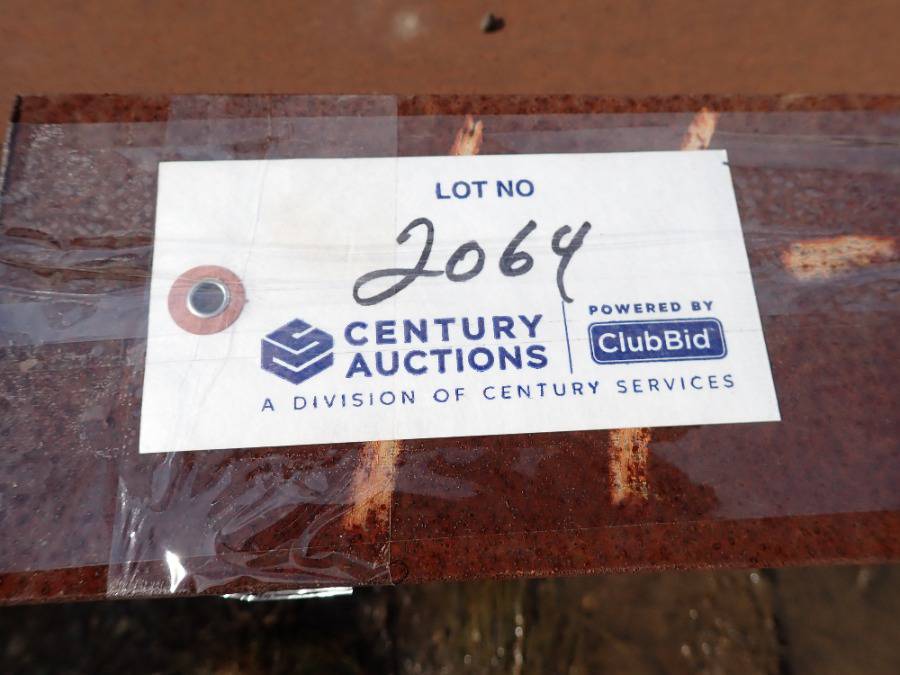 LOT NO
2064
CENTURY
AUCTIONS
POWERED BY
ClubBid
A DIVISION OF CENTURY SERVICES